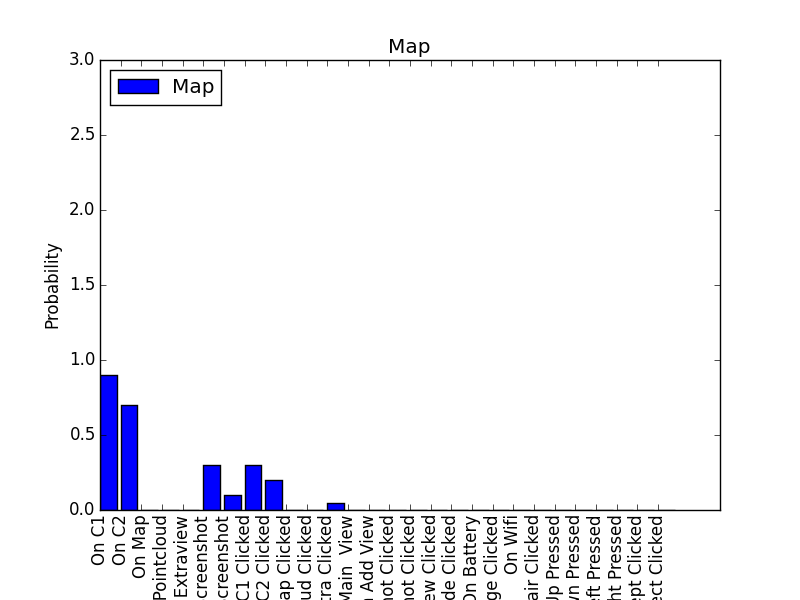 Map
3.0
Map
2.5
2.0
1.5
1.0
0.5
0.0
Probability
On C1
On C2
On Map
Pointcloud
Extraview
creenshot
creenshot
C1 Clicked
C2 Clicked
ap Clicked
ud Clicked
tra Clicked
Main View
Add View
not Clicked
not Clicked
ew Clicked
de Clicked
On Battery
ge Clicked
On Wifi
air Clicked
Up Pressed
wn Pressed
eft Pressed
ht Pressed
ept Clicked
ect Clicked